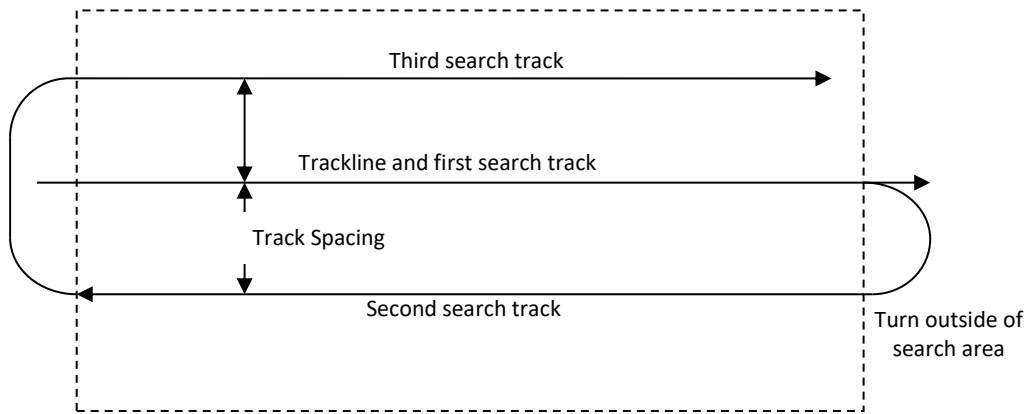 Third search track
Trackline and first search track
Track Spacing
Second search track
Turn outside of
search area